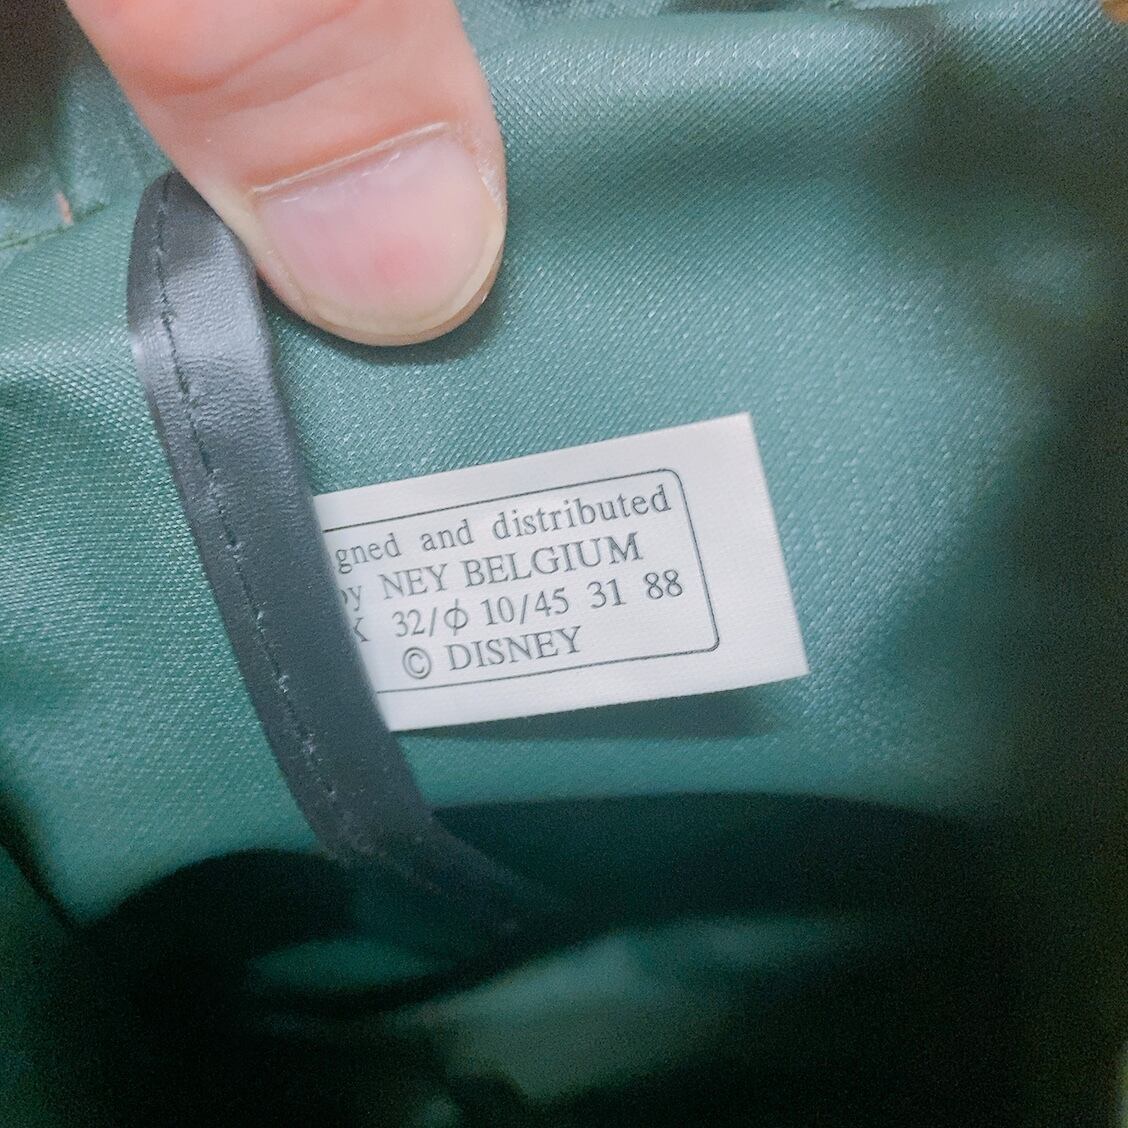 gned and distributed
by NEY BELGIUM
X 32/ϕ 10/45 31 88
© DISNEY